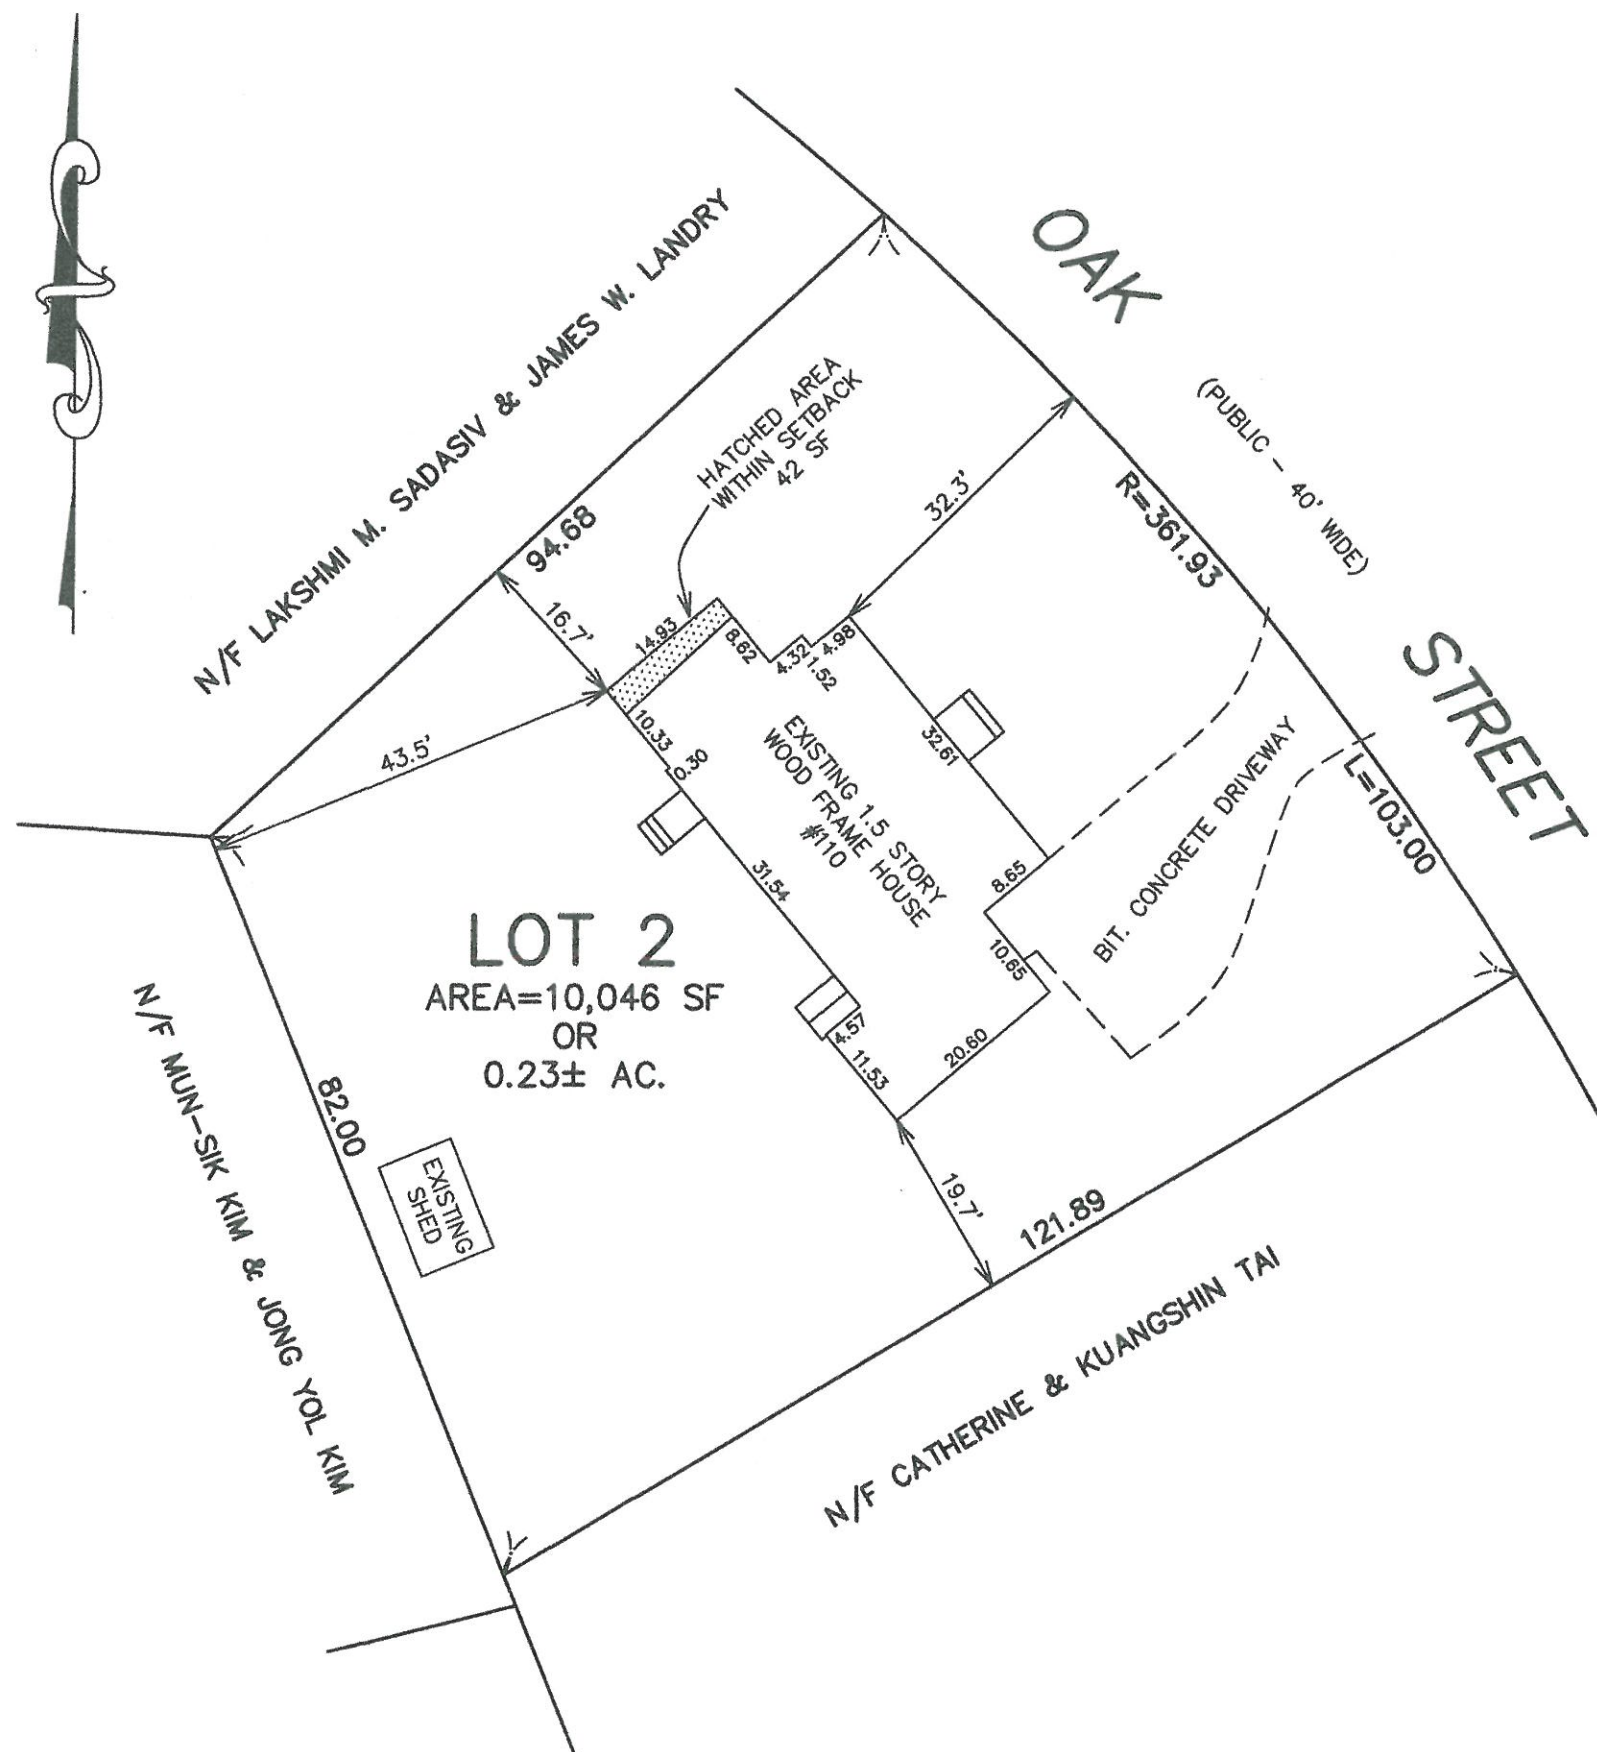 OAK
STREET
(PUBLIC - 40' WIDE)
N/F LAKSHMI M. SADASIV & JAMES W. LANDRY
94.68
HATCHED AREA
WITHIN SETBACK
42 SF
32.3'
R=361.93
L=103.00
16.7'
14.93
8.62
4.32
1.52
4.98
43.5'
10.33
0.30
32.61
EXISTING 1.5 STORY
WOOD FRAME HOUSE
#110
BIT. CONCRETE DRIVEWAY
31.54
8.65
10.65
LOT 2
AREA=10,046 SF
OR
0.23± AC.
4.57
11.53
20.60
82.00
N/F MUN-SIK KIM & JONG YOL KIM
EXISTING
SHED
19.7'
121.89
N/F CATHERINE & KUANGSHIN TAI